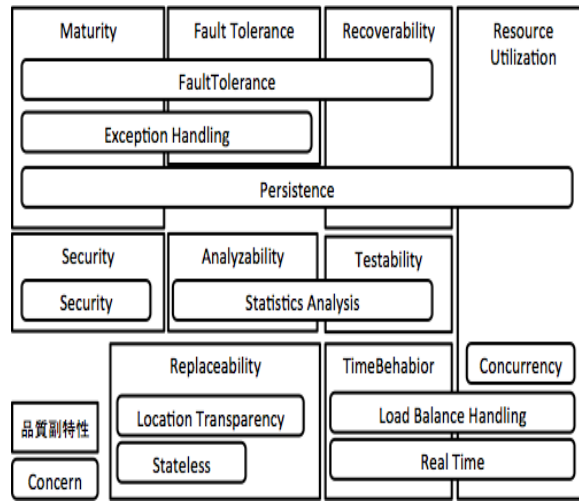 Maturity
Fault Tolerance
Recoverability
Resource
Utilization
FaultTolerance
Exception Handling
Persistence
Security
Analyzability
Testability
Security
Statistics Analysis
Replaceability
TimeBehabior
Concurrency
Location Transparency
Load Balance Handling
品質副特性
Stateless
Real Time
Concern